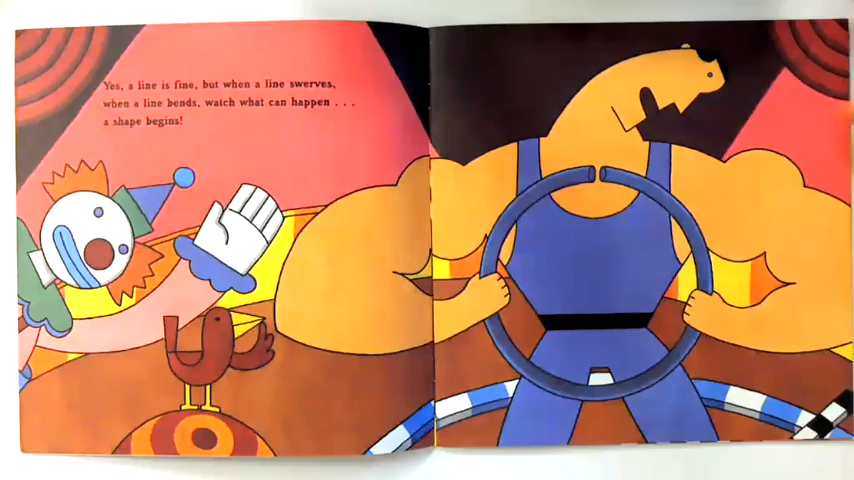 Yes, a line is fine, but when a line swerves,
when a line bends, watch what can happen . . .
a shape begins!